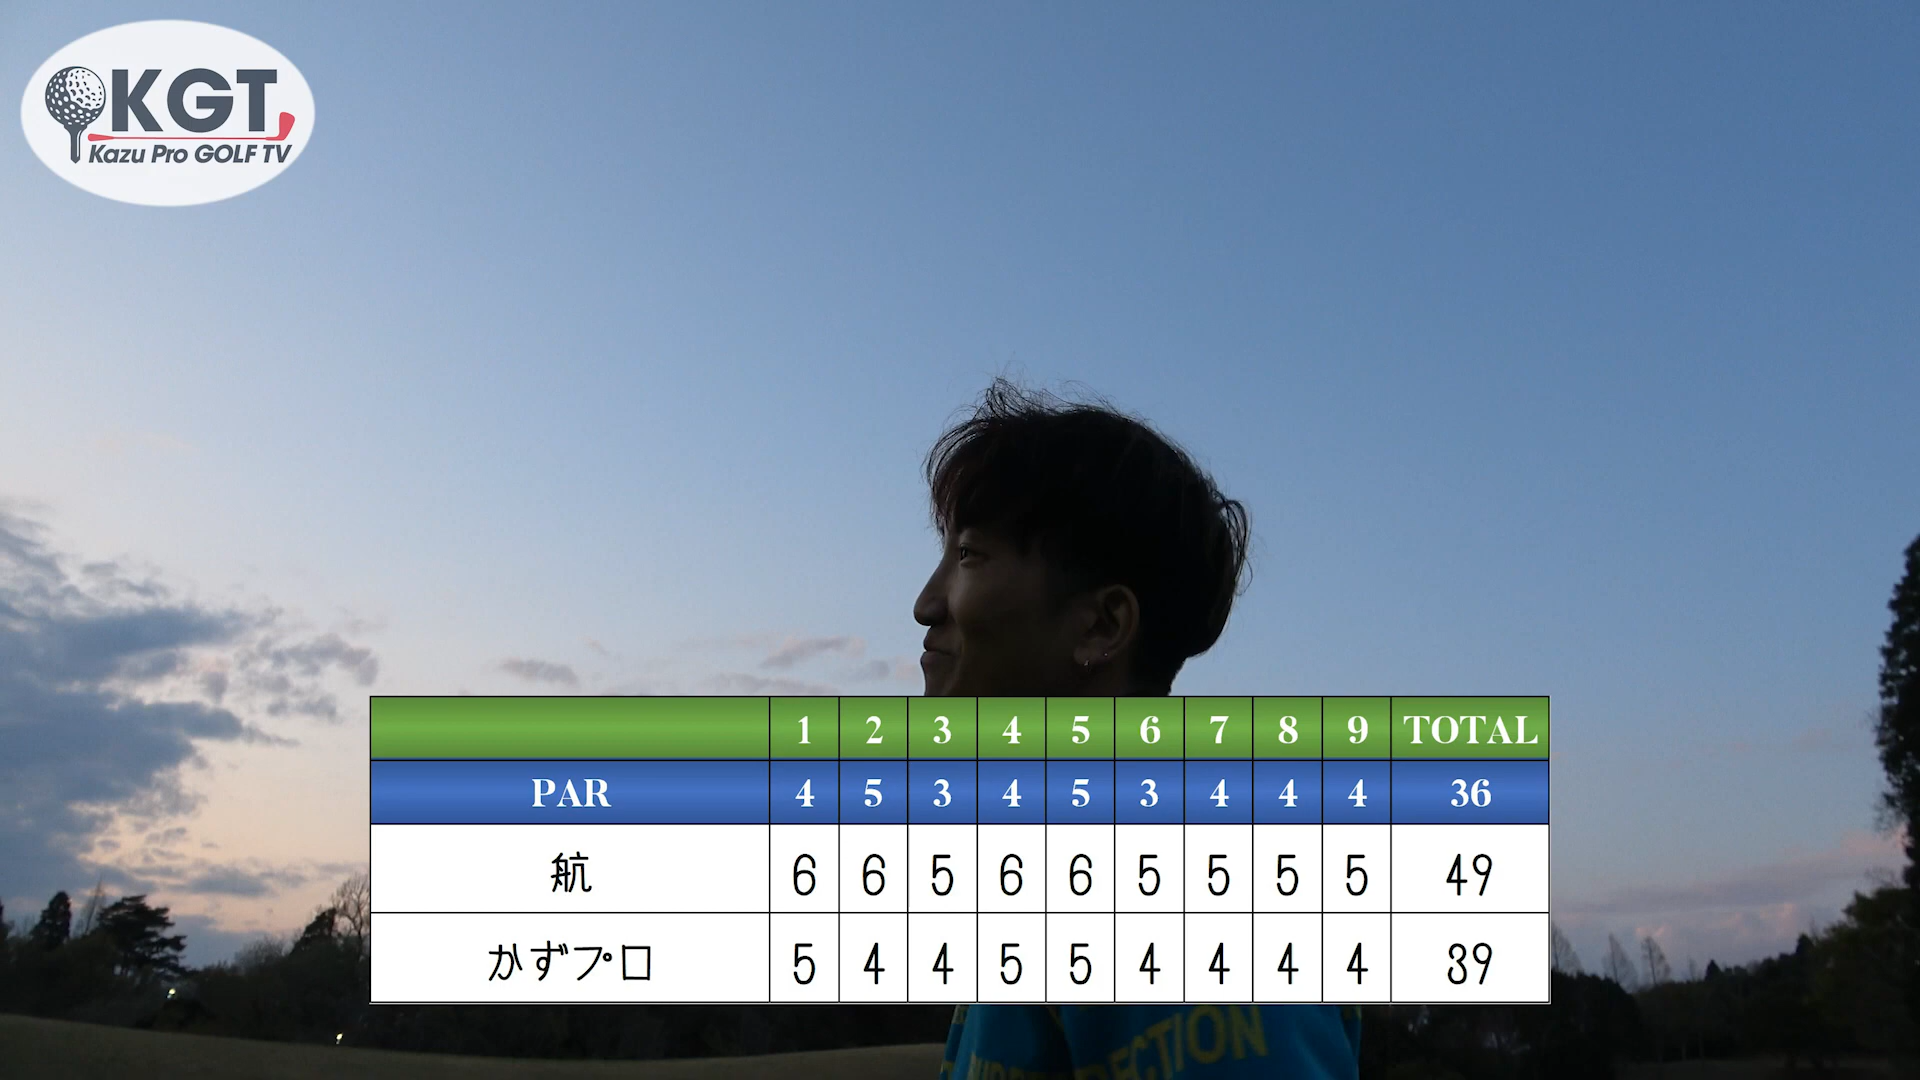 KGT
Kazu Pro GOLF TV
1 2 3 4 5 6 7 8 9 TOTAL
PAR 4 5 3 4 5 3 4 4 4 36
航 6 6 5 6 6 5 5 5 5 49
かずプロ 5 4 4 5 5 4 4 4 4 39